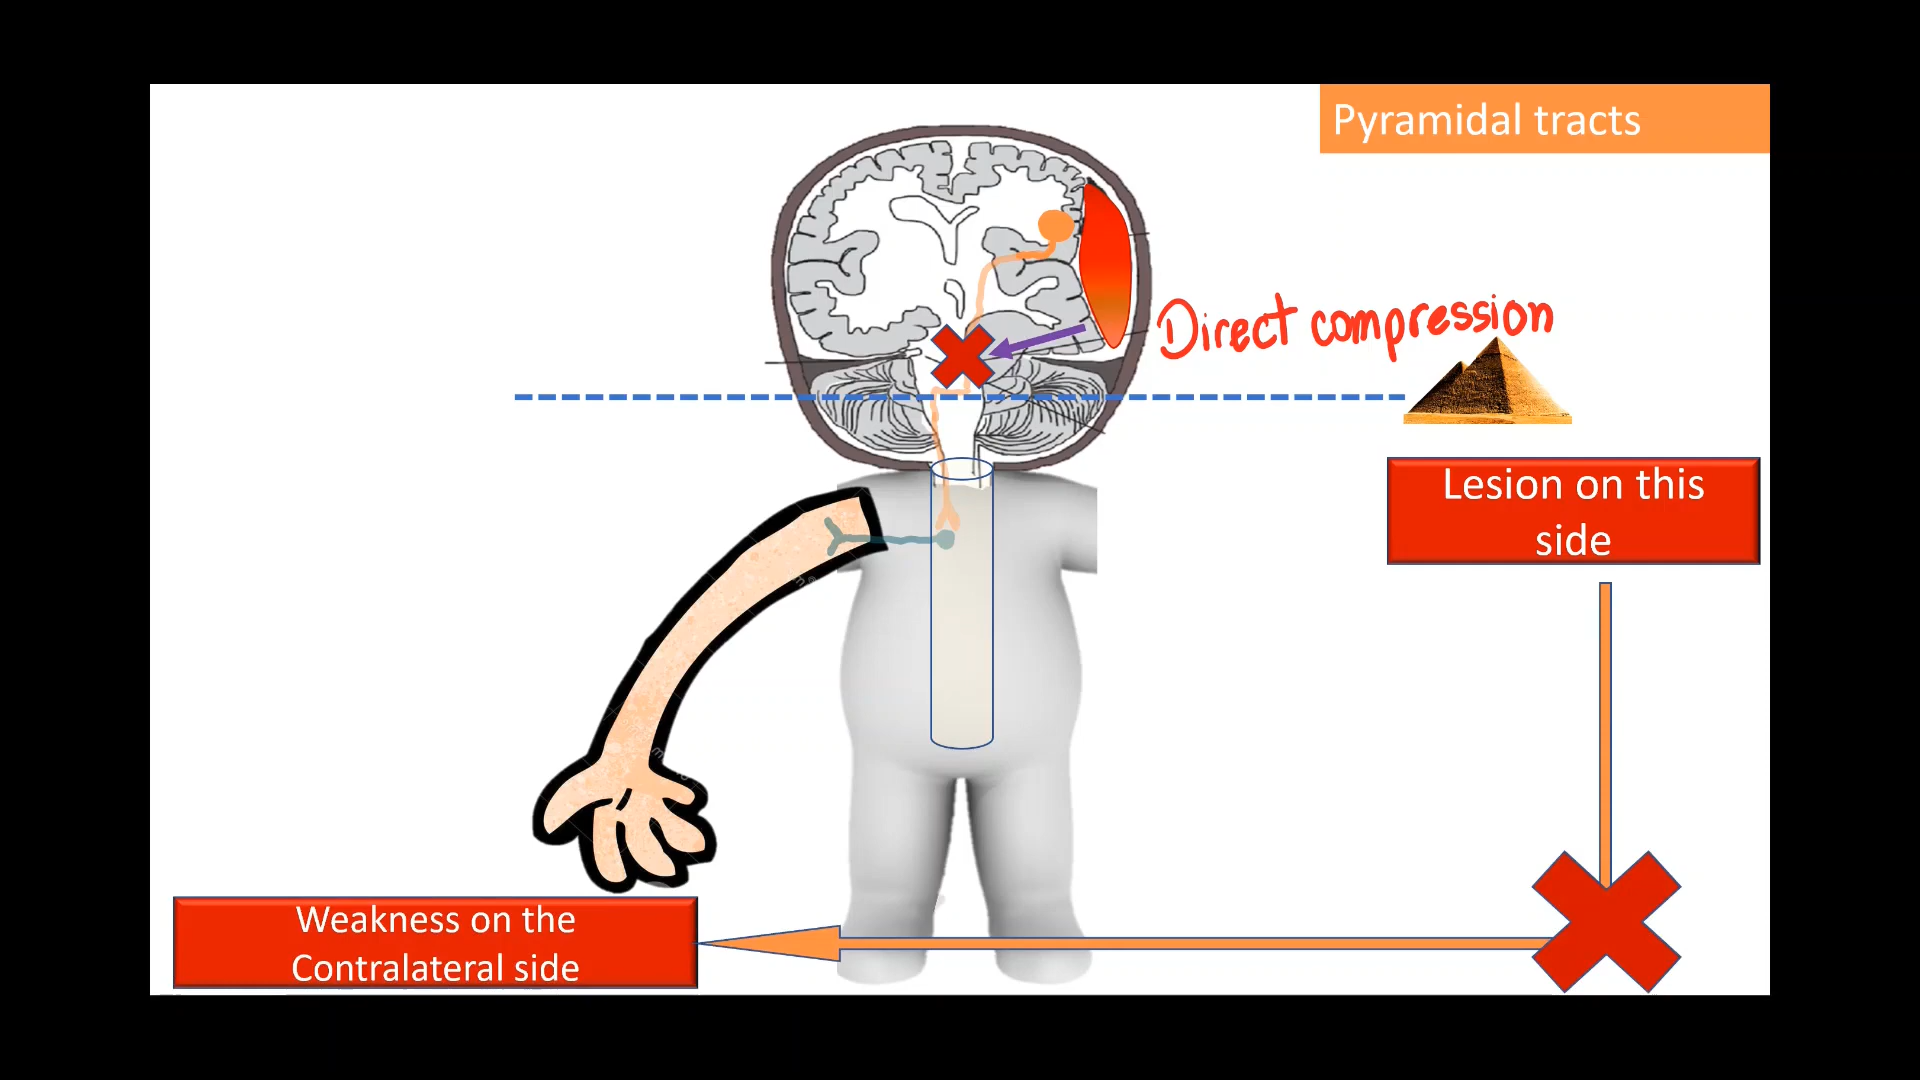 Pyramidal tracts
Direct compression
Lesion on this
side
Weakness on the
Contralateral side